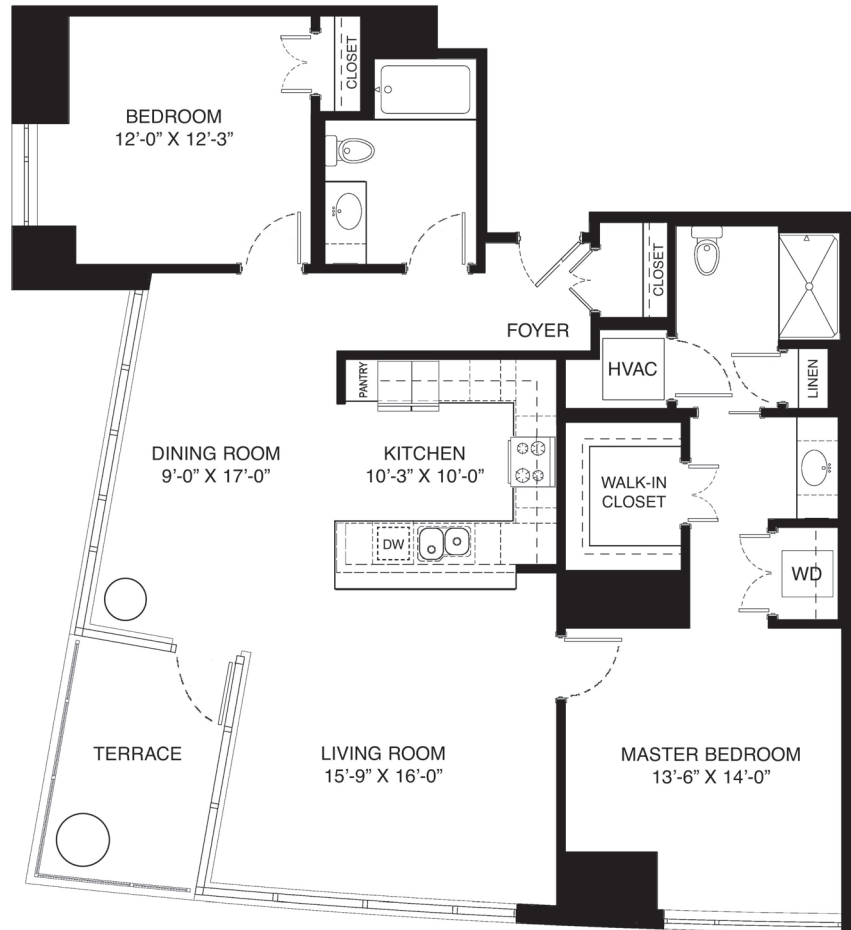 CLOSET
BEDROOM
12'-0" X 12'-3"
CLOSET
FOYER
HVAC
LINEN
PANTRY
DINING ROOM
9'-0" X 17'-0"
KITCHEN
10'-3" X 10'-0"
WALK-IN
CLOSET
DW
WD
TERRACE
LIVING ROOM
15'-9" X 16'-0"
MASTER BEDROOM
13'-6" X 14'-0"